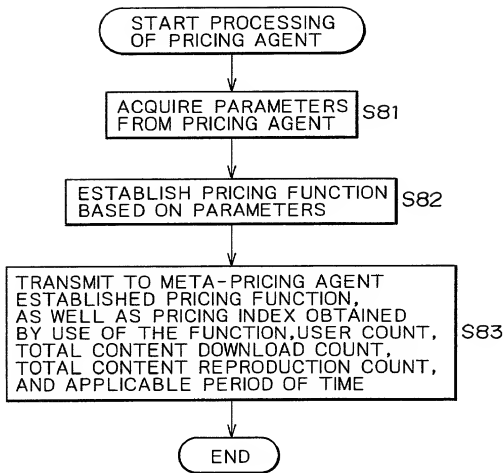 START PROCESSING
OF PRICING AGENT
ACQUIRE PARAMETERS
FROM PRICING AGENT
S81
ESTABLISH PRICING FUNCTION
BASED ON PARAMETERS
S82
TRANSMIT TO META-PRICING AGENT
ESTABLISHED PRICING FUNCTION,
AS WELL AS PRICING INDEX OBTAINED
BY USE OF THE FUNCTION,USER COUNT,
TOTAL CONTENT DOWNLOAD COUNT,
TOTAL CONTENT REPRODUCTION COUNT,
AND APPLICABLE PERIOD OF TIME
S83
END